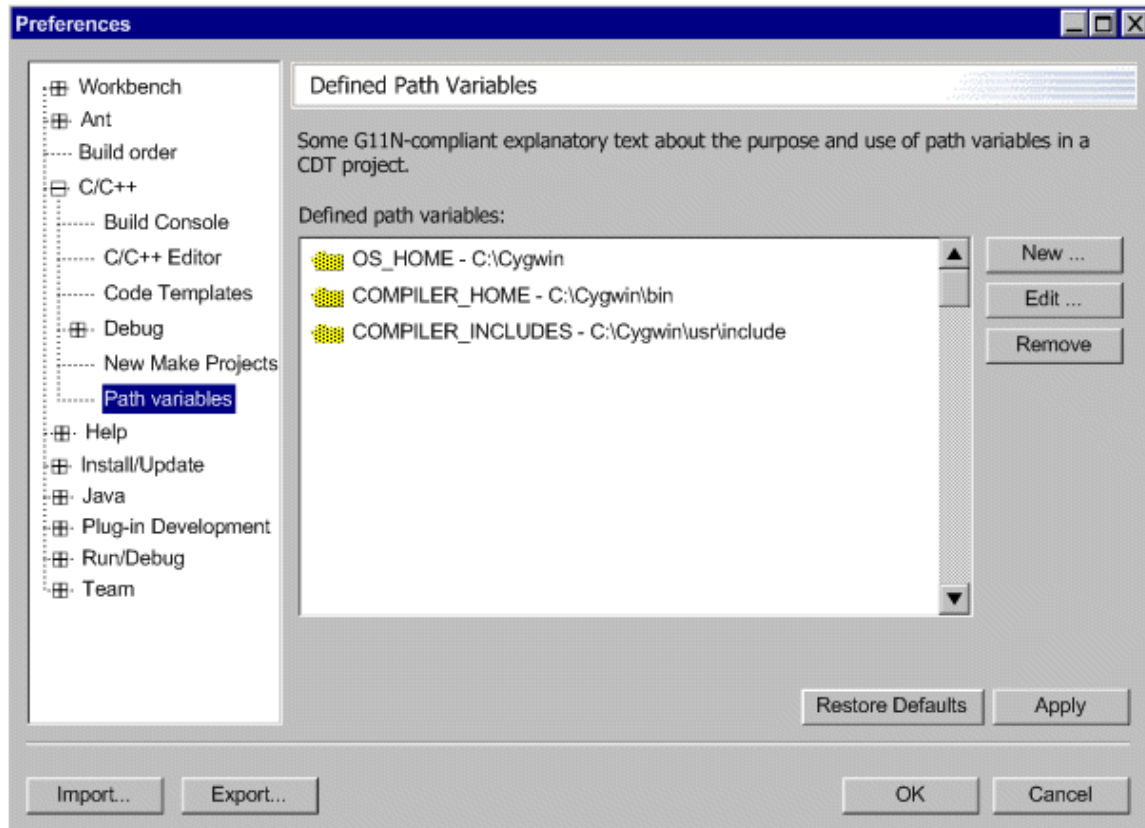 Preferences
Workbench
Ant
Build order
C/C++
Build Console
C/C++ Editor
Code Templates
Debug
New Make Projects
Path variables
Help
Install/Update
Java
Plug-in Development
Run/Debug
Team
Defined Path Variables
Some G11N-compliant explanatory text about the purpose and use of path variables in a
CDT project.
Defined path variables:
OS_HOME - C:\Cygwin
COMPILER_HOME - C:\Cygwin\bin
COMPILER_INCLUDES - C:\Cygwin\usr\include
New ...
Edit ...
Remove
Restore Defaults
Apply
Import...
Export...
OK
Cancel